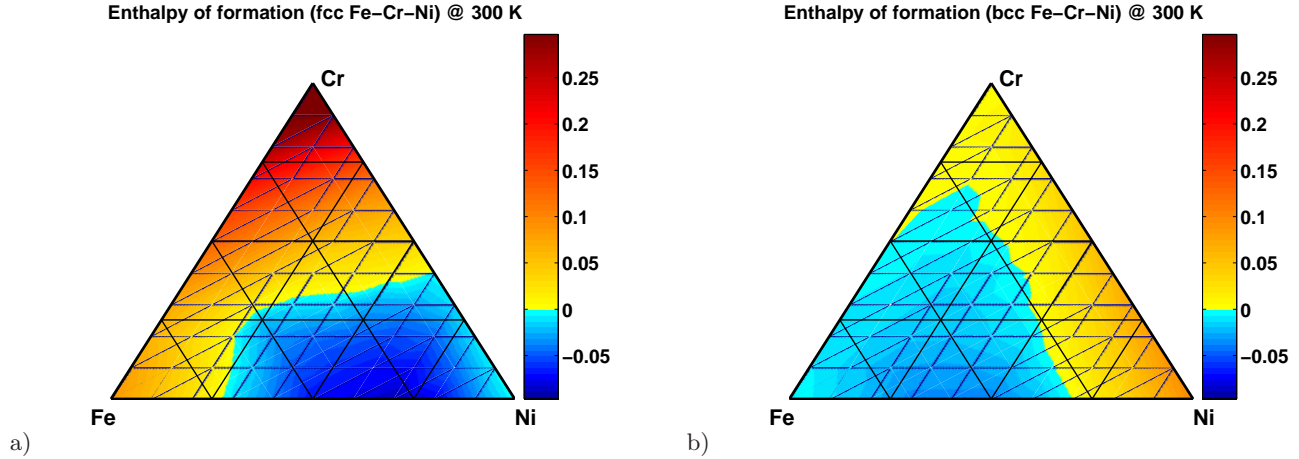 Enthalpy of formation (fcc Fe−Cr−Ni) @ 300 K
Cr
Fe
Ni
0.25
0.2
0.15
0.1
0.05
0
−0.05
a)
Enthalpy of formation (bcc Fe−Cr−Ni) @ 300 K
Cr
Fe
Ni
0.25
0.2
0.15
0.1
0.05
0
−0.05
b)